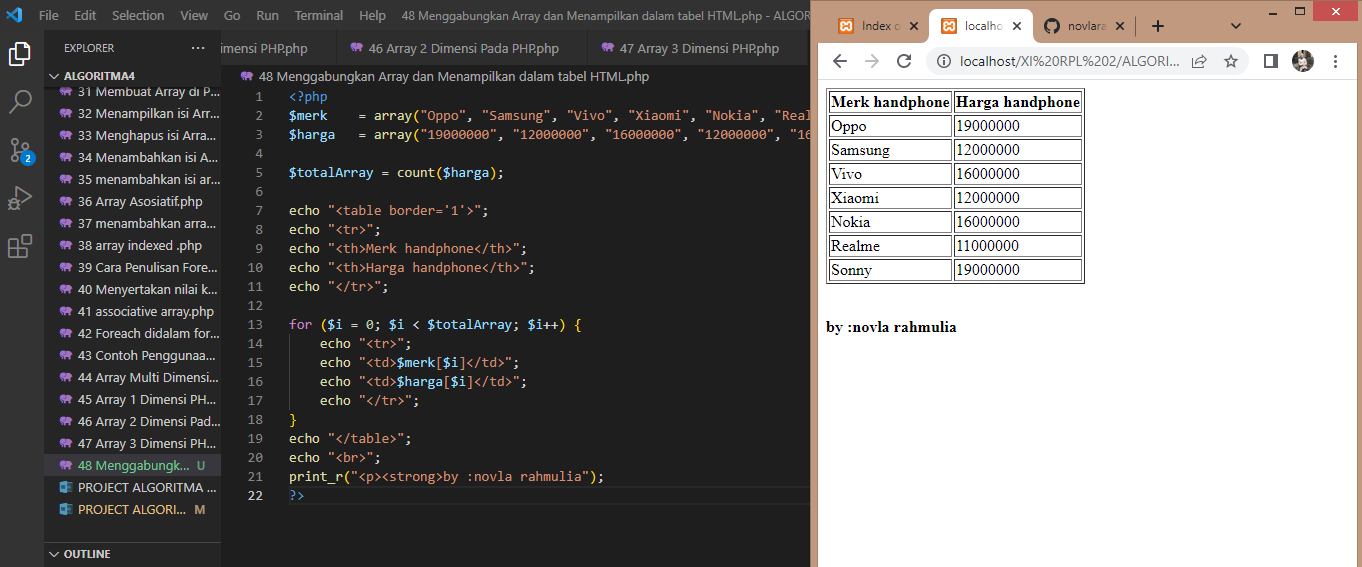 File Edit Selection View Go Run Terminal Help 48 Menggabungkan Array dan Menampilkan dalam tabel HTML.php - ALGOR
EXPLORER
ALGORITMA4
31 Membuat Array di P...
32 Menampilkan isi Arr...
33 Menghapus isi Arra...
34 Menambahkan isi A...
35 menambahkan isi ar...
36 Array Asosiatif.php
37 menambahkan arra...
38 array indexed .php
39 Cara Penulisan Fore...
40 Menyertakan nilai k...
41 associative array.php
42 Foreach didalam for...
43 Contoh Penggunaa...
44 Array Multi Dimensi...
45 Array 1 Dimensi PH...
46 Array 2 Dimensi Pad...
47 Array 3 Dimensi PH...
48 Menggabungk... U
PROJECT ALGORITMA ...
PROJECT ALGORI... M
OUTLINE
2
imensi PHP.php
46 Array 2 Dimensi Pada PHP.php
47 Array 3 Dimensi PHP.php
48 Menggabungkan Array dan Menampilkan dalam tabel HTML.php
1 <?php
2 $merk    = array("Oppo", "Samsung", "Vivo", "Xiaomi", "Nokia", "Real
3 $harga   = array("19000000", "12000000", "16000000", "12000000", "16
4
5 $totalArray = count($harga);
6
7 echo "<table border='1'>";
8 echo "<tr>";
9 echo "<th>Merk handphone</th>";
10 echo "<th>Harga handphone</th>";
11 echo "</tr>";
12
13 for ($i = 0; $i < $totalArray; $i++) {
14     echo "<tr>";
15     echo "<td>$merk[$i]</td>";
16     echo "<td>$harga[$i]</td>";
17     echo "</tr>";
18 }
19 echo "</table>";
20 echo "<br>";
21 print_r("<p><strong>by :novla rahmulia");
22 ?>
Index o
localho
novlara
localhost/XI%20RPL%202/ALGORI...
Merk handphone Harga handphone
Oppo 19000000
Samsung 12000000
Vivo 16000000
Xiaomi 12000000
Nokia 16000000
Realme 11000000
Sonny 19000000
by :novla rahmulia